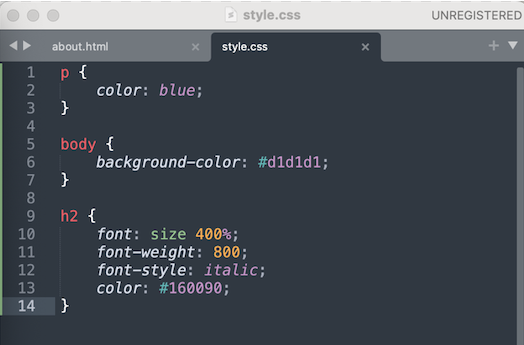 style.css
UNREGISTERED
about.html
style.css
1 p {
2     color: blue;
3 }
4
5 body {
6     background-color: #d1d1d1;
7 }
8
9 h2 {
10     font: size 400%;
11     font-weight: 800;
12     font-style: italic;
13     color: #160090;
14 }